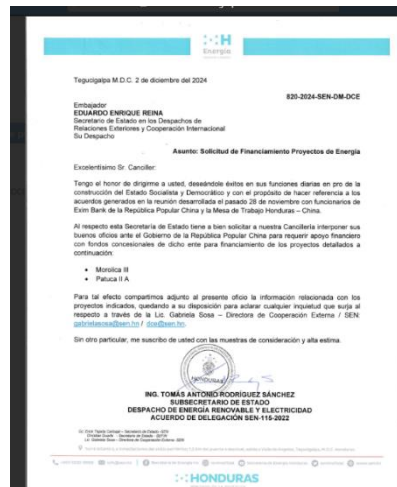 H
Energía
Tegucigalpa M.D.C. 2 de diciembre del 2024
820-2024-SEN-DM-DCE
Embajador
EDUARDO ENRIQUE REINA
Secretario de Estado en los Despachos de
Relaciones Exteriores y Cooperación Internacional
Su Despacho
Asunto: Solicitud de Financiamiento Proyectos de Energía
Excelentísimo Sr. Canciller:
Tengo el honor de dirigirme a usted, deseándole éxitos en sus funciones diarias en pro de la
construcción del Estado Socialista y Democrático y con el propósito de hacer referencia a los
acuerdos generados en la reunión desarrollada el pasado 28 de noviembre con funcionarios de
Exim Bank de la República Popular China y la Mesa de Trabajo Honduras – China.
Al respecto esta Secretaría de Estado tiene a bien solicitar a nuestra Cancillería interponer sus
buenos oficios ante el Gobierno de la República Popular China para requerir apoyo financiero
con fondos concesionales de dicho ente para financiamiento de los proyectos detallados a
continuación:
• Morolica III
• Patuca II A
Para tal efecto compartimos adjunto al presente oficio la información relacionada con los
proyectos indicados, quedando a su disposición para aclarar cualquier inquietud que surja al
respecto a través de la Lic. Gabriela Sosa – Directora de Cooperación Externa / SEN:
gabrielasosa@sen.hn / dce@sen.hn.
Sin otro particular, me suscribo de usted con las muestras de consideración y alta estima.
HONDURAS
ING. TOMÁS ANTONIO RODRÍGUEZ SÁNCHEZ
SUBSECRETARIO DE ESTADO
DESPACHO DE ENERGÍA RENOVABLE Y ELECTRICIDAD
ACUERDO DE DELEGACIÓN SEN-115-2022
HONDURAS